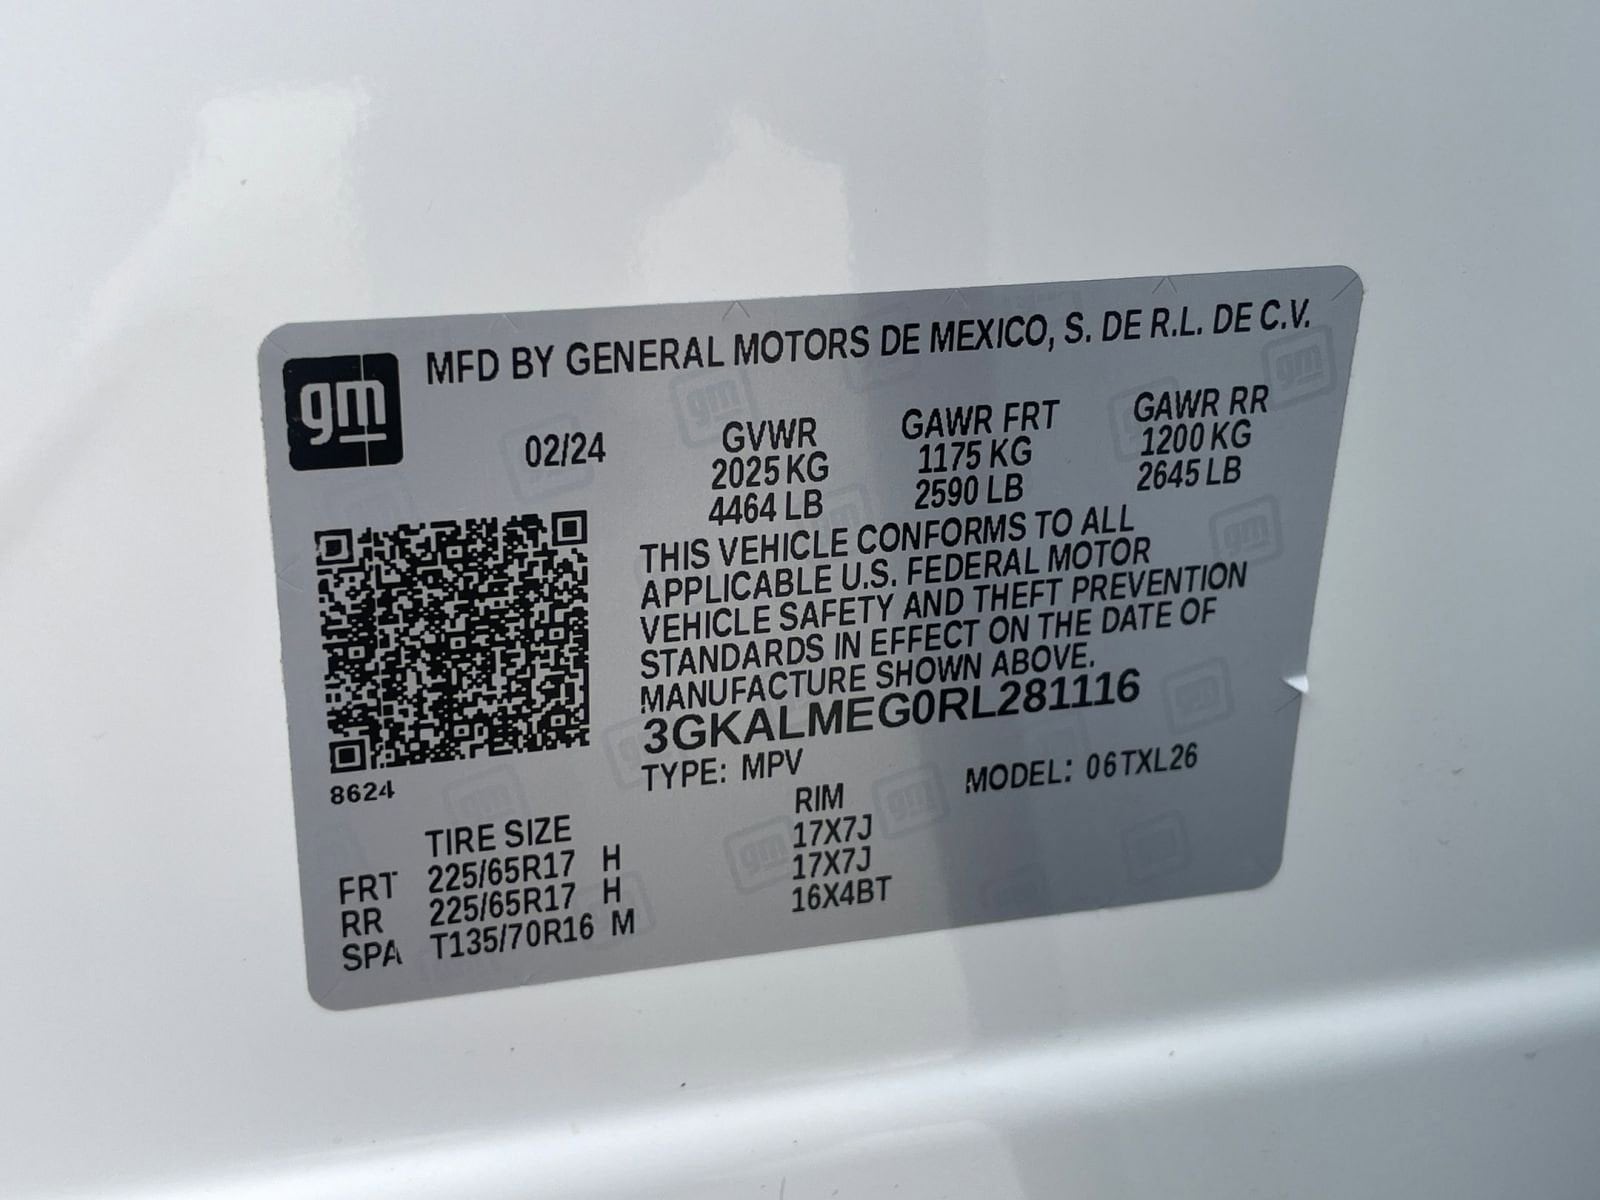 gm
MFD BY GENERAL MOTORS DE MEXICO, S. DE R.L. DE C.V.
02/24 GVWR GAWR FRT GAWR RR
2025 KG 1175 KG 1200 KG
4464 LB 2590 LB 2645 LB
THIS VEHICLE CONFORMS TO ALL
APPLICABLE U.S. FEDERAL MOTOR
VEHICLE SAFETY AND THEFT PREVENTION
STANDARDS IN EFFECT ON THE DATE OF
MANUFACTURE SHOWN ABOVE.
3GKALMEG0RL281116
TYPE: MPV MODEL: 06TXL26
8624
TIRE SIZE RIM
FRT 225/65R17 H 17X7J
RR 225/65R17 H 17X7J
SPA T135/70R16 M 16X4BT